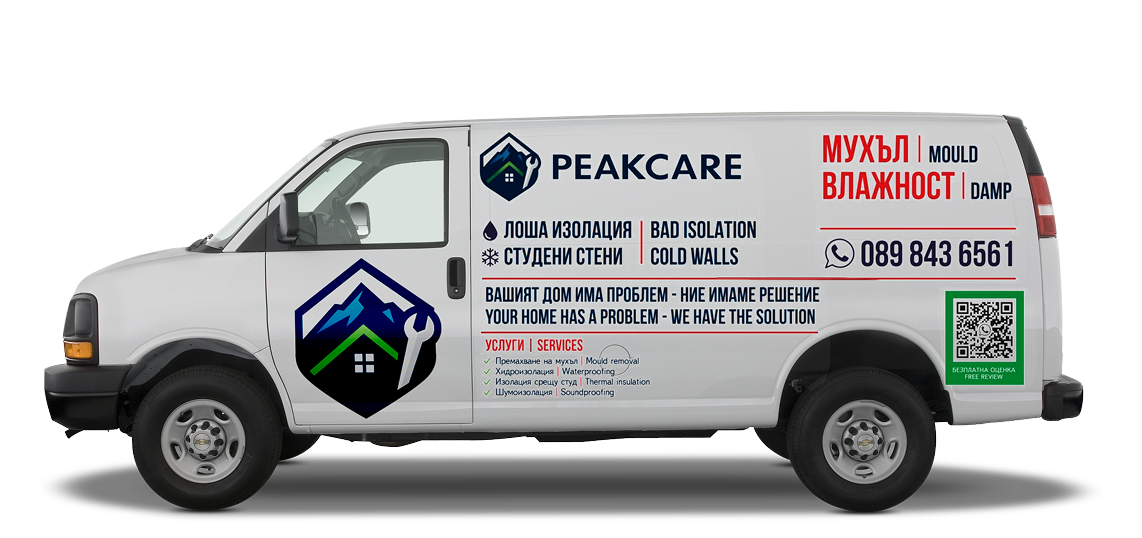 PEAKCARE
МУХЪЛ | MOULD
ВЛАЖНОСТ | DAMP
ЛОША ИЗОЛАЦИЯ | BAD ISOLATION
СТУДЕНИ СТЕНИ | COLD WALLS
089 843 6561
ВАШИЯТ ДОМ ИМА ПРОБЛЕМ - НИЕ ИМАМЕ РЕШЕНИЕ
YOUR HOME HAS A PROBLEM - WE HAVE THE SOLUTION
УСЛУГИ | SERVICES
Премахване на мухъл | Mould removal
Хидроизолация | Waterproofing
Изолация срещу студ | Thermal insulation
Шумоизолация | Soundproofing
БЕЗПЛАТНА ОЦЕНКА
FREE REVIEW